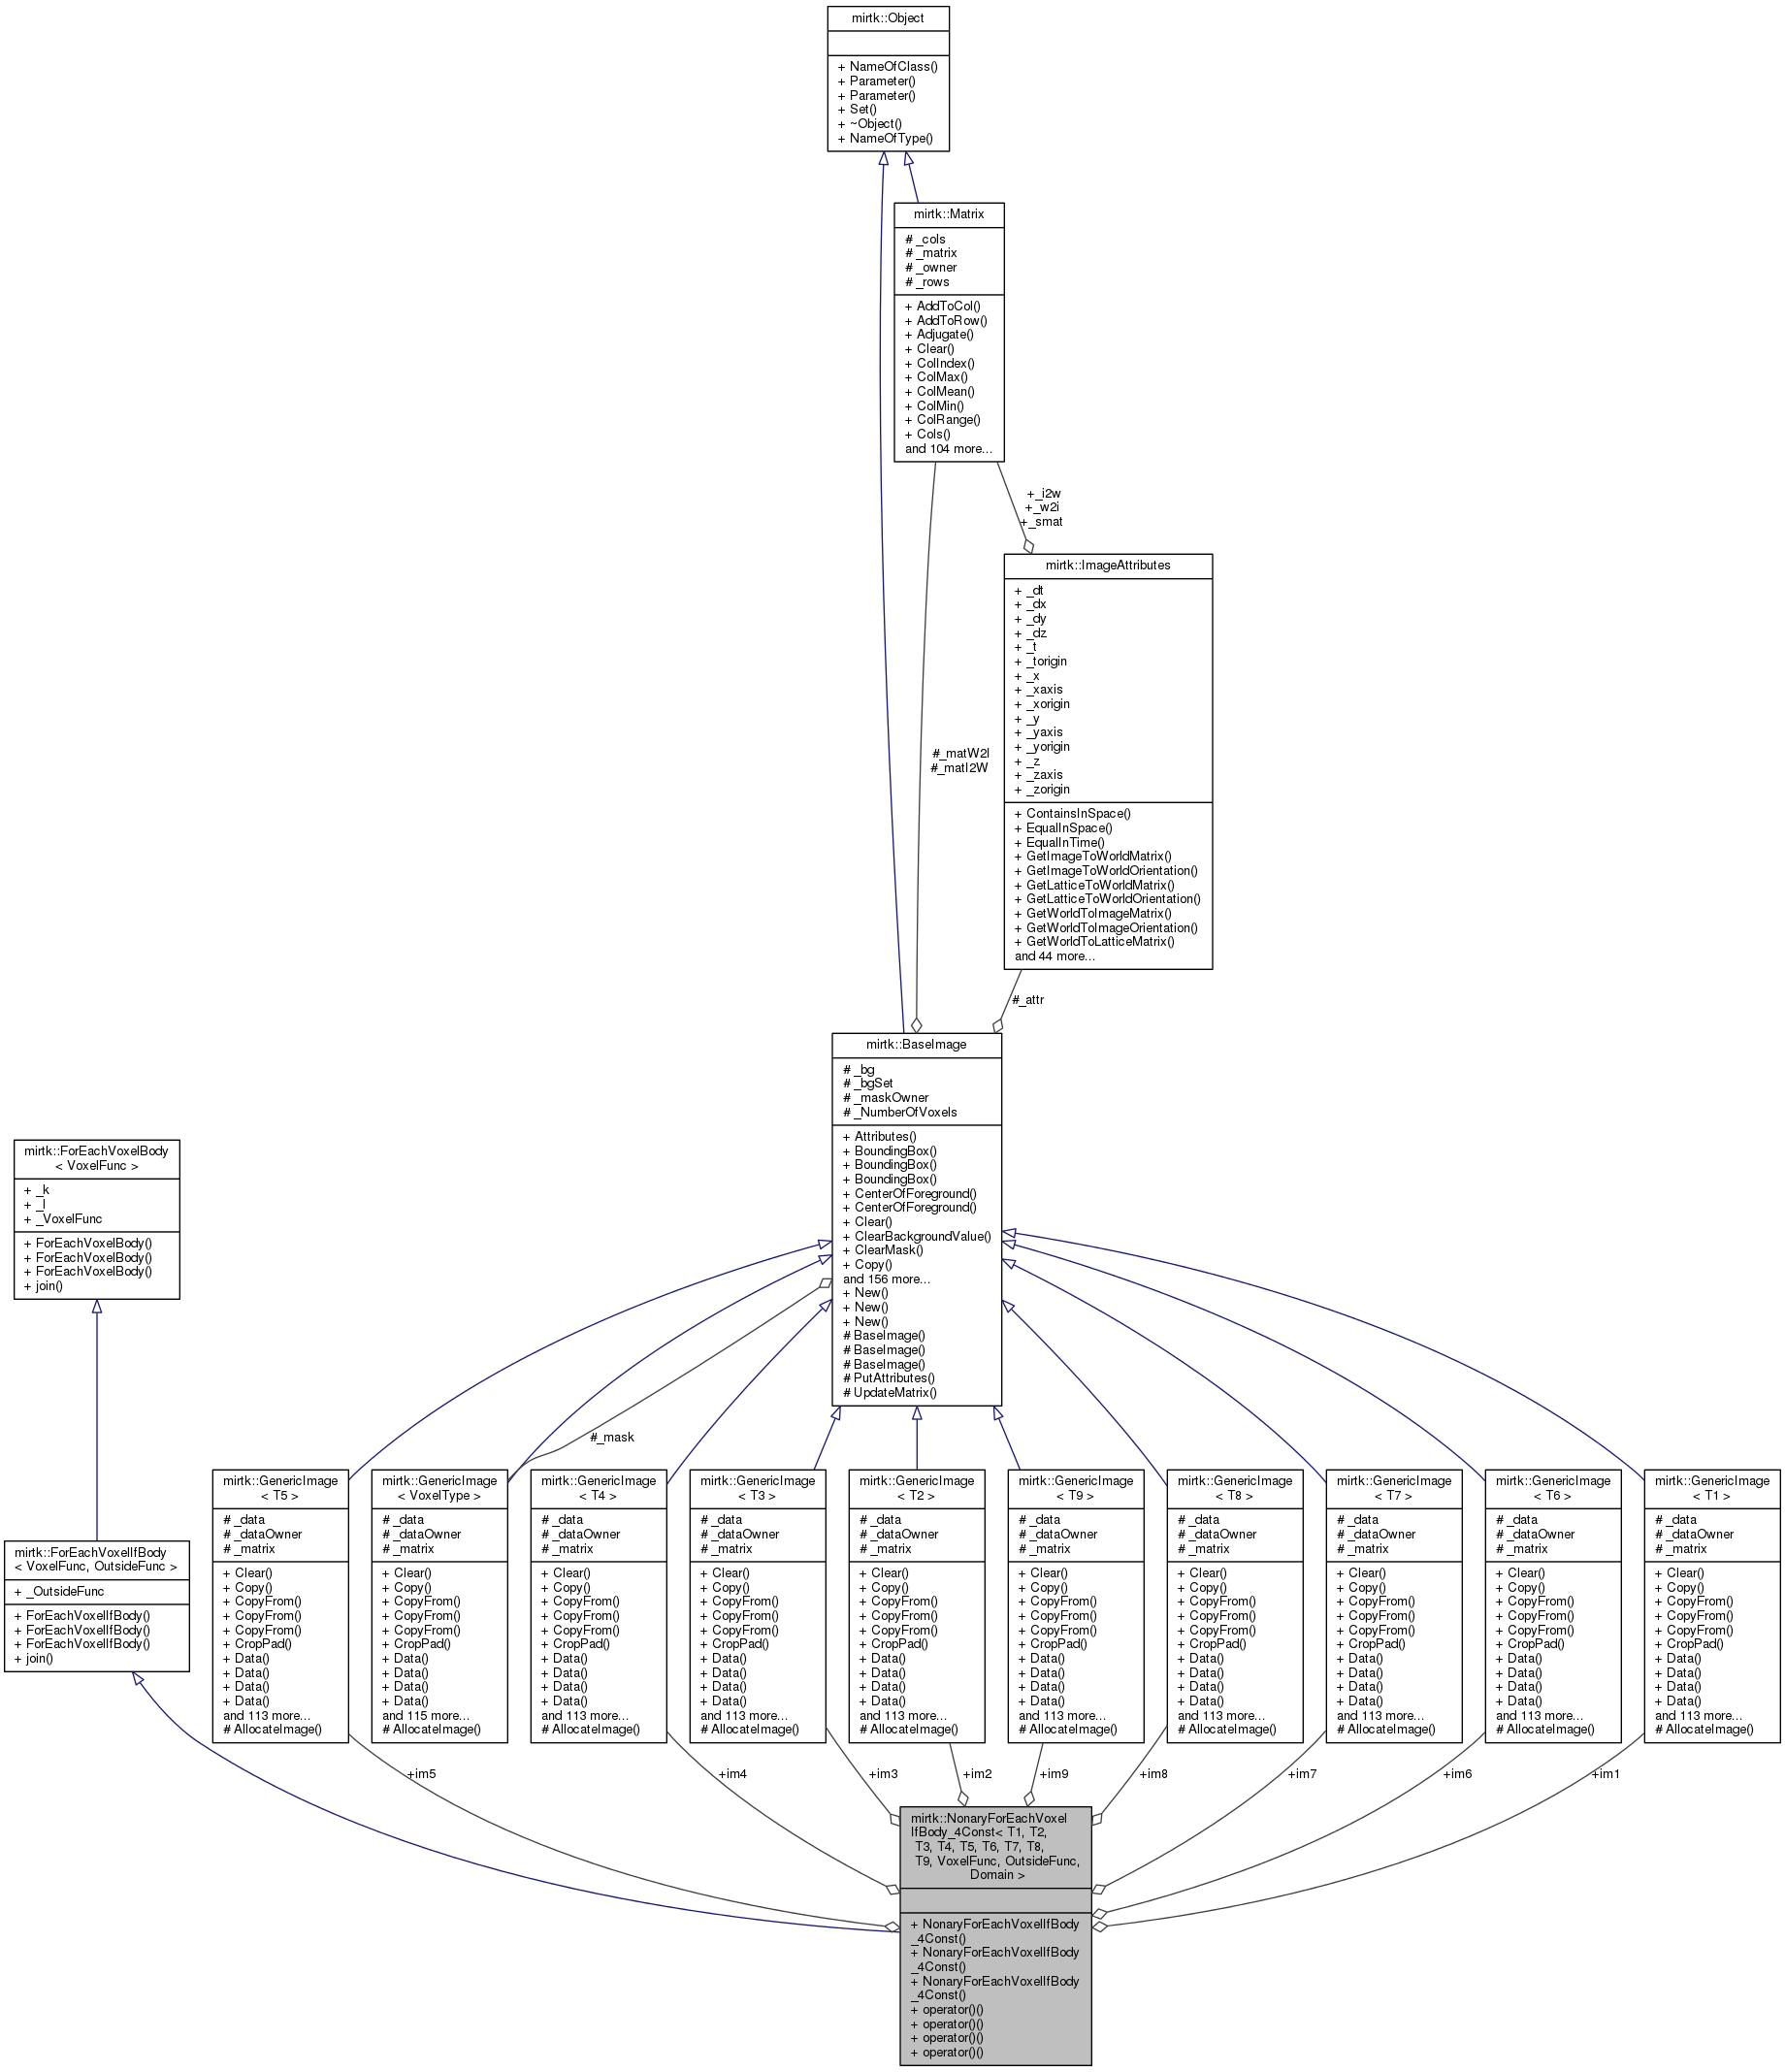 mirtk::Object
+ NameOfClass()
+ Parameter()
+ Parameter()
+ Set()
+ ~Object()
+ NameOfType()
mirtk::Matrix
# _cols
# _matrix
# _owner
# _rows
+ AddToCol()
+ AddToRow()
+ Adjugate()
+ Clear()
+ ColIndex()
+ ColMax()
+ ColMean()
+ ColMin()
+ ColRange()
+ Cols()
and 104 more...
+_i2w
+_w2i
+_smat
mirtk::ImageAttributes
+ _dt
+ _dx
+ _dy
+ _dz
+ _t
+ _torigin
+ _x
+ _xaxis
+ _xorigin
+ _y
+ _yaxis
+ _yorigin
+ _z
+ _zaxis
+ _zorigin
+ ContainsInSpace()
+ EqualInSpace()
+ EqualInTime()
+ GetImageToWorldMatrix()
+ GetImageToWorldOrientation()
+ GetLatticeToWorldMatrix()
+ GetLatticeToWorldOrientation()
+ GetWorldToImageMatrix()
+ GetWorldToImageOrientation()
+ GetWorldToLatticeMatrix()
and 44 more...
#_matW2I
#_matI2W
#_attr
mirtk::BaseImage
# _bg
# _bgSet
# _maskOwner
# _NumberOfVoxels
+ Attributes()
+ BoundingBox()
+ BoundingBox()
+ BoundingBox()
+ CenterOfForeground()
+ CenterOfForeground()
+ Clear()
+ ClearBackgroundValue()
+ ClearMask()
+ Copy()
and 156 more...
+ New()
+ New()
+ New()
# BaseImage()
# BaseImage()
# BaseImage()
# PutAttributes()
# UpdateMatrix()
mirtk::ForEachVoxelBody
< VoxelFunc >
+ _k
+ _l
+ _VoxelFunc
+ ForEachVoxelBody()
+ ForEachVoxelBody()
+ ForEachVoxelBody()
+ join()
#_mask
mirtk::ForEachVoxelIfBody
< VoxelFunc, OutsideFunc >
+ _OutsideFunc
+ ForEachVoxelIfBody()
+ ForEachVoxelIfBody()
+ ForEachVoxelIfBody()
+ join()
mirtk::GenericImage
< T5 >
# _data
# _dataOwner
# _matrix
+ Clear()
+ Copy()
+ CopyFrom()
+ CopyFrom()
+ CopyFrom()
+ CropPad()
+ Data()
+ Data()
+ Data()
+ Data()
and 113 more...
# AllocateImage()
mirtk::GenericImage
< VoxelType >
# _data
# _dataOwner
# _matrix
+ Clear()
+ Copy()
+ CopyFrom()
+ CopyFrom()
+ CopyFrom()
+ CropPad()
+ Data()
+ Data()
+ Data()
+ Data()
and 115 more...
# AllocateImage()
mirtk::GenericImage
< T4 >
# _data
# _dataOwner
# _matrix
+ Clear()
+ Copy()
+ CopyFrom()
+ CopyFrom()
+ CopyFrom()
+ CropPad()
+ Data()
+ Data()
+ Data()
+ Data()
and 113 more...
# AllocateImage()
mirtk::GenericImage
< T3 >
# _data
# _dataOwner
# _matrix
+ Clear()
+ Copy()
+ CopyFrom()
+ CopyFrom()
+ CopyFrom()
+ CropPad()
+ Data()
+ Data()
+ Data()
+ Data()
and 113 more...
# AllocateImage()
mirtk::GenericImage
< T2 >
# _data
# _dataOwner
# _matrix
+ Clear()
+ Copy()
+ CopyFrom()
+ CopyFrom()
+ CopyFrom()
+ CropPad()
+ Data()
+ Data()
+ Data()
+ Data()
and 113 more...
# AllocateImage()
mirtk::GenericImage
< T9 >
# _data
# _dataOwner
# _matrix
+ Clear()
+ Copy()
+ CopyFrom()
+ CopyFrom()
+ CopyFrom()
+ CropPad()
+ Data()
+ Data()
+ Data()
+ Data()
and 113 more...
# AllocateImage()
mirtk::GenericImage
< T8 >
# _data
# _dataOwner
# _matrix
+ Clear()
+ Copy()
+ CopyFrom()
+ CopyFrom()
+ CopyFrom()
+ CropPad()
+ Data()
+ Data()
+ Data()
+ Data()
and 113 more...
# AllocateImage()
mirtk::GenericImage
< T7 >
# _data
# _dataOwner
# _matrix
+ Clear()
+ Copy()
+ CopyFrom()
+ CopyFrom()
+ CopyFrom()
+ CropPad()
+ Data()
+ Data()
+ Data()
+ Data()
and 113 more...
# AllocateImage()
mirtk::GenericImage
< T6 >
# _data
# _dataOwner
# _matrix
+ Clear()
+ Copy()
+ CopyFrom()
+ CopyFrom()
+ CopyFrom()
+ CropPad()
+ Data()
+ Data()
+ Data()
+ Data()
and 113 more...
# AllocateImage()
mirtk::GenericImage
< T1 >
# _data
# _dataOwner
# _matrix
+ Clear()
+ Copy()
+ CopyFrom()
+ CopyFrom()
+ CopyFrom()
+ CropPad()
+ Data()
+ Data()
+ Data()
+ Data()
and 113 more...
# AllocateImage()
+im5
+im4
+im3
+im2
+im9
+im8
+im7
+im6
+im1
mirtk::NonaryForEachVoxel
IfBody_4Const< T1, T2,
T3, T4, T5, T6, T7, T8,
T9, VoxelFunc, OutsideFunc,
Domain >
+ NonaryForEachVoxelIfBody
_4Const()
+ NonaryForEachVoxelIfBody
_4Const()
+ NonaryForEachVoxelIfBody
_4Const()
+ operator()()
+ operator()()
+ operator()()
+ operator()()